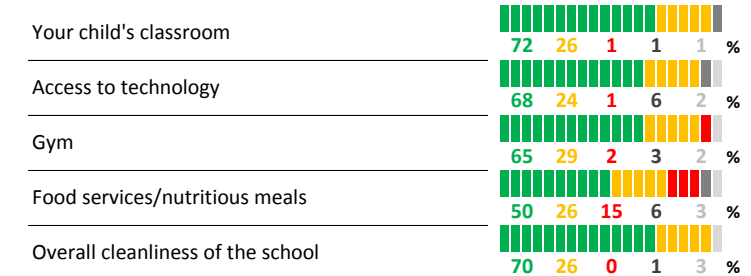 Your child's classroom
72 26 1 1 1 %
Access to technology
68 24 1 6 2 %
Gym
65 29 2 3 2 %
Food services/nutritious meals
50 26 15 6 3 %
Overall cleanliness of the school
70 26 0 1 3 %